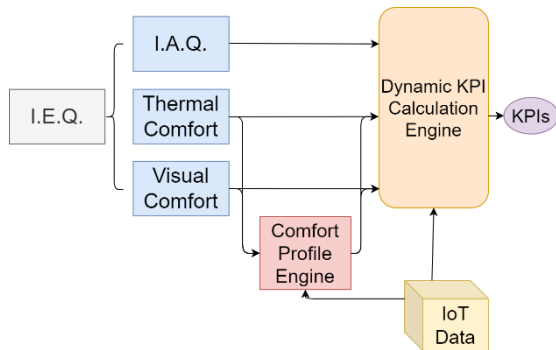 I.E.Q.
I.A.Q.
Thermal
Comfort
Visual
Comfort
Comfort
Profile
Engine
Dynamic KPI
Calculation
Engine
KPIs
IoT
Data